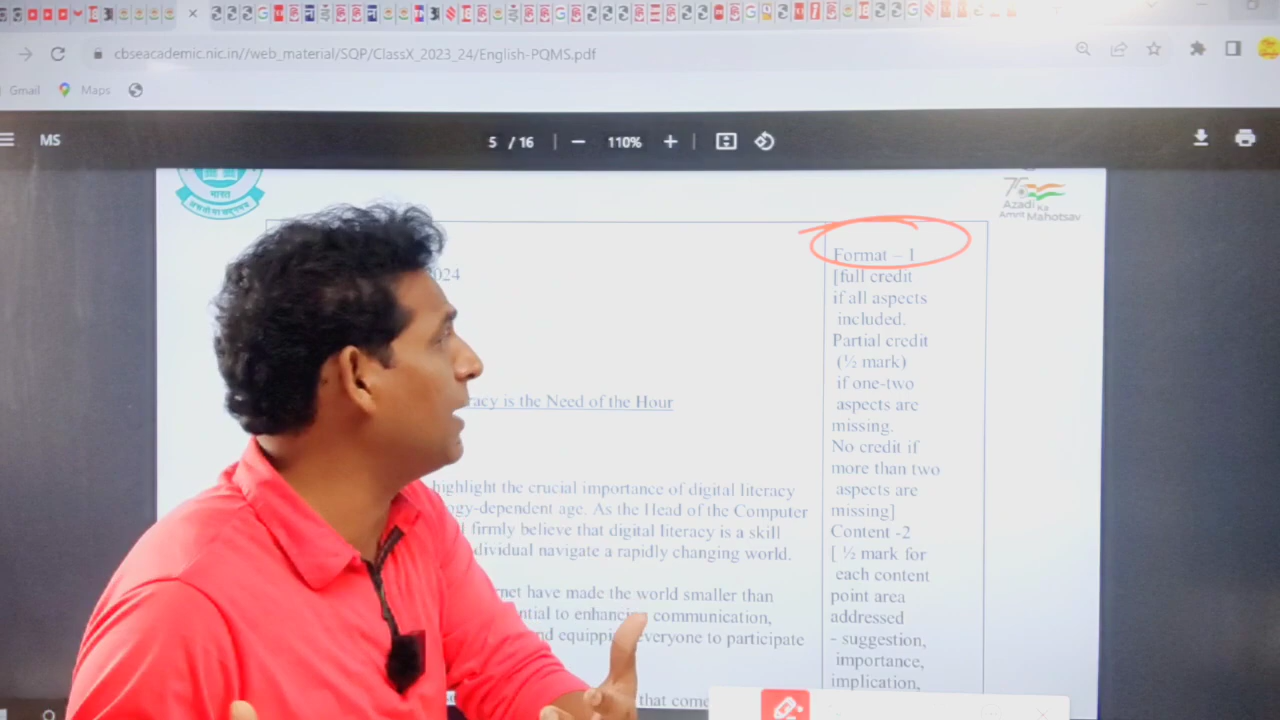 cbseacademic.nic.in//web_material/SQP/ClassX_2023_24/English-PQMS.pdf
Gmail
Maps
MS
5 / 16
110%
भारत
Azadi Ka
Amrit Mahotsav
Format – 1
2024
[full credit
if all aspects
included.
Partial credit
(½ mark)
if one-two
aspects are
missing.
No credit if
more than two
aspects are
missing]
Content -2
[ ½ mark for
each content
point area
addressed
- suggestion,
importance,
implication,
racy is the Need of the Hour
highlight the crucial importance of digital literacy
ogy-dependent age. As the Head of the Computer
I firmly believe that digital literacy is a skill
dividual navigate a rapidly changing world.
rnet have made the world smaller than
ntial to enhancing communication,
nd equipping everyone to participate
that come